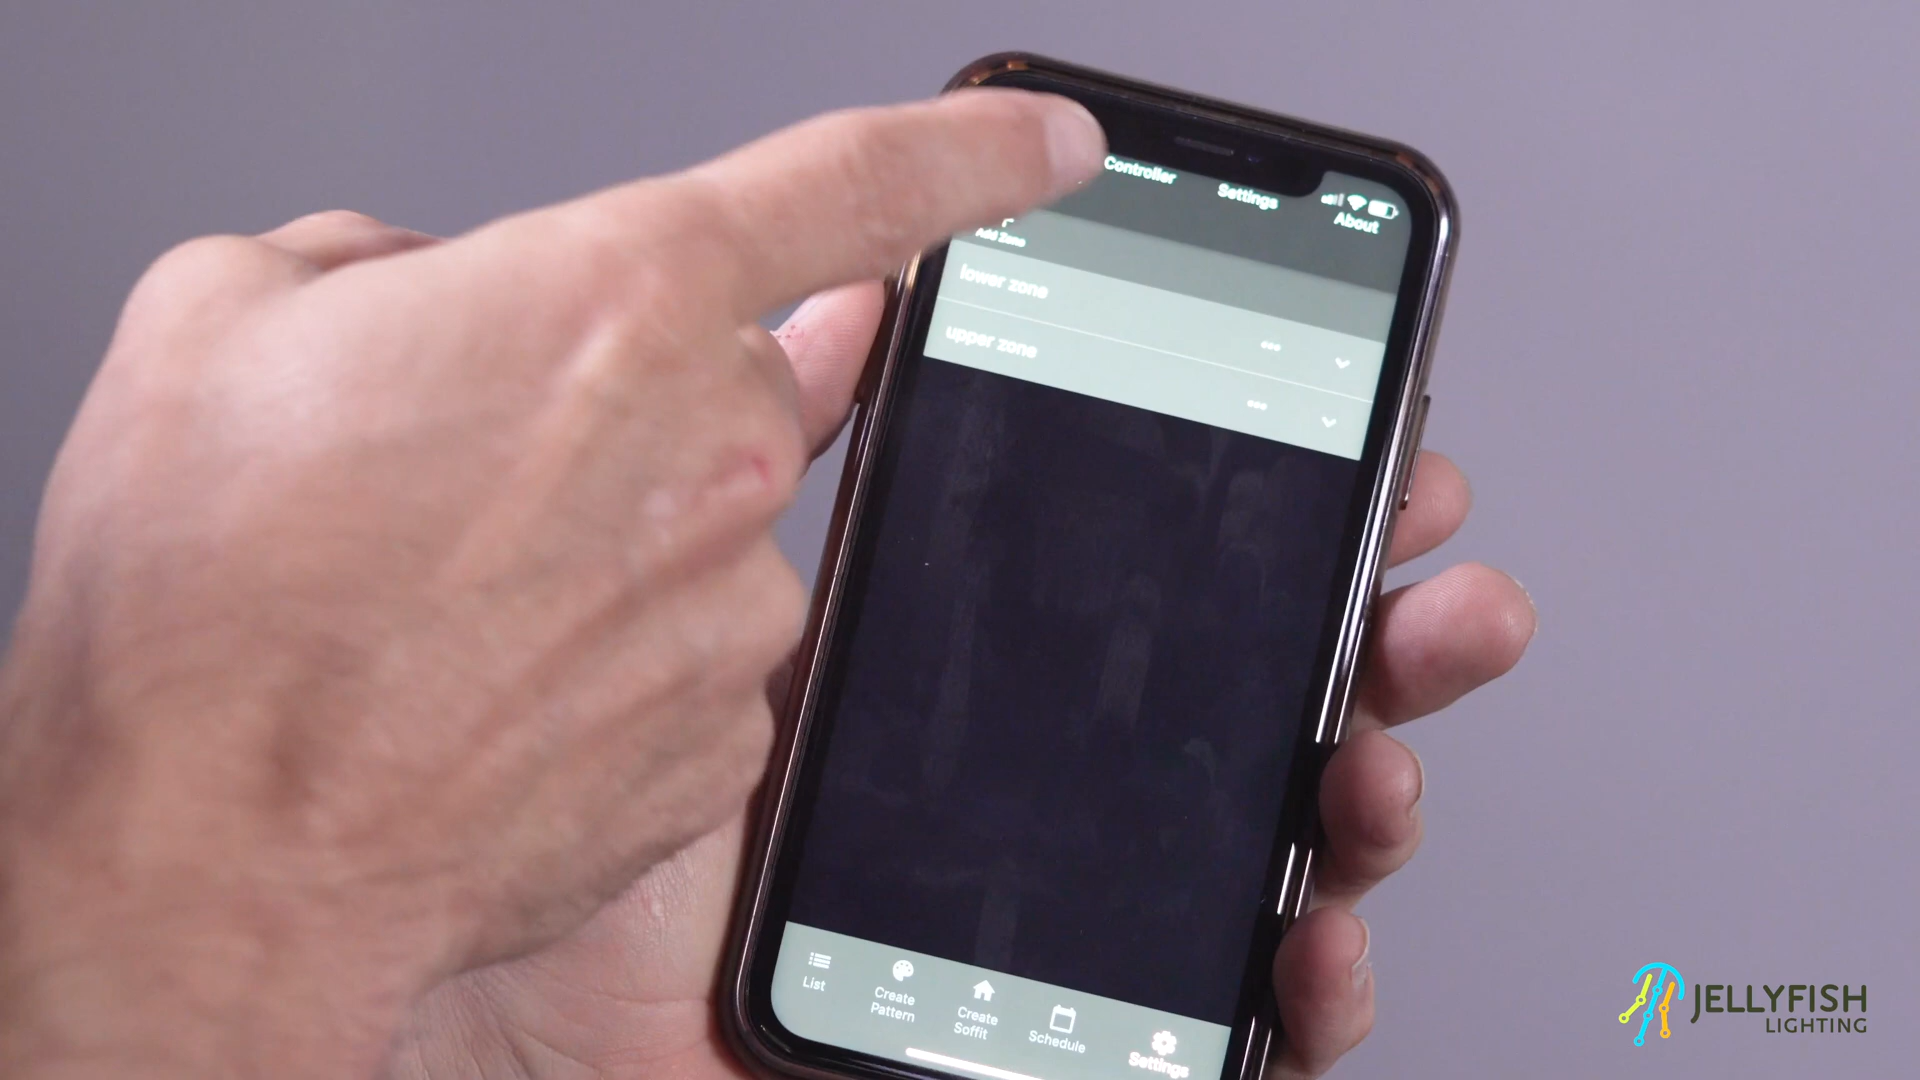 Controller
Settings
About
Add Zone
lower zone
upper zone
List
Create
Pattern
Create
Soffit
Schedule
Settings
JELLYFISH
LIGHTING